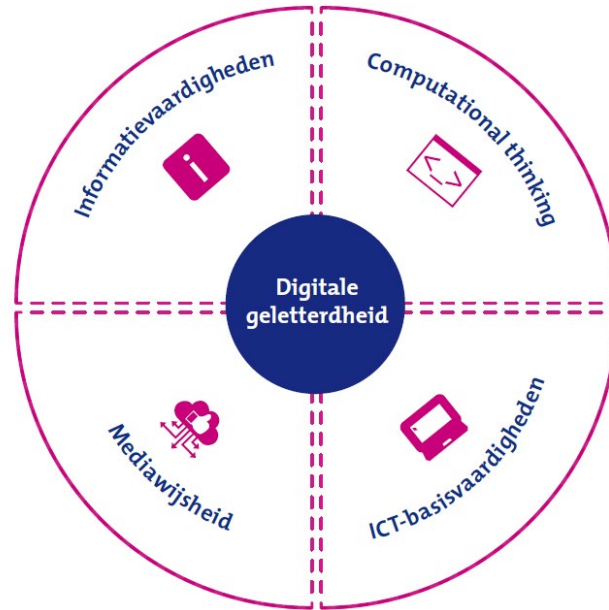 Informatievaardigheden
Computational thinking
Digitale
geletterdheid
Mediawijsheid
ICT-basisvaardigheden